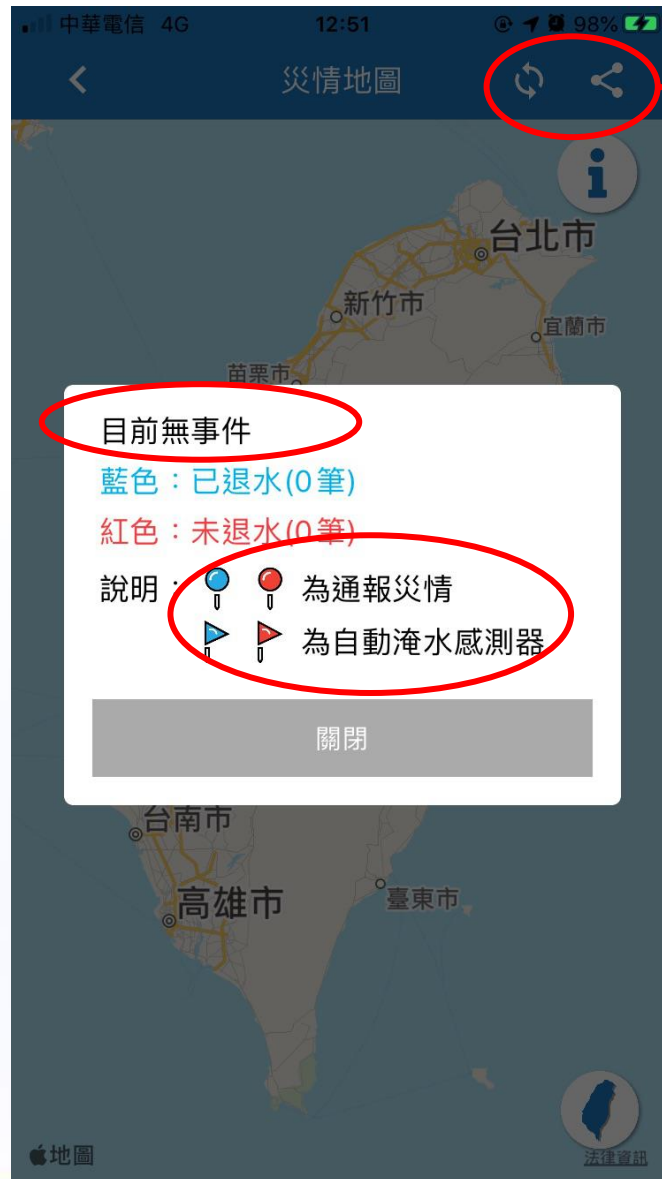 中華電信 4G 12:51 98%
災情地圖
台北市
新竹市
宜蘭市
苗栗市
目前無事件
藍色：已退水(0筆)
紅色：未退水(0筆)
說明： 為通報災情
為自動淹水感測器
關閉
台南市
高雄市
臺東市
地圖
法律資訊